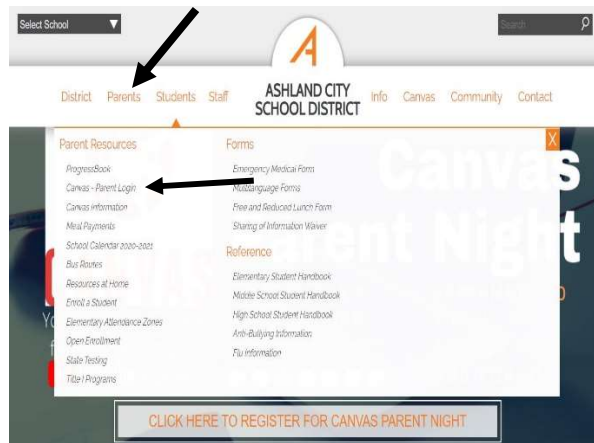 Select School
Search
District Parents Students Staff
ASHLAND CITY
SCHOOL DISTRICT
Info Canvas Community Contact
Parent Resources
ProgressBook
Canvas - Parent Login
Canvas Information
Meal Payments
School Calendar 2020-2021
Bus Routes
Resources at Home
Enroll a Student
Elementary Attendance Zones
Open Enrollment
State Testing
Title I Programs
Forms
Emergency Medical Form
Multilanguage Forms
Free and Reduced Lunch Form
Sharing of Information Waiver
Reference
Elementary Student Handbook
Middle School Student Handbook
High School Student Handbook
Anti-Bullying Information
Flu Information
X
Canvas
Night
CLICK HERE TO REGISTER FOR CANVAS PARENT NIGHT